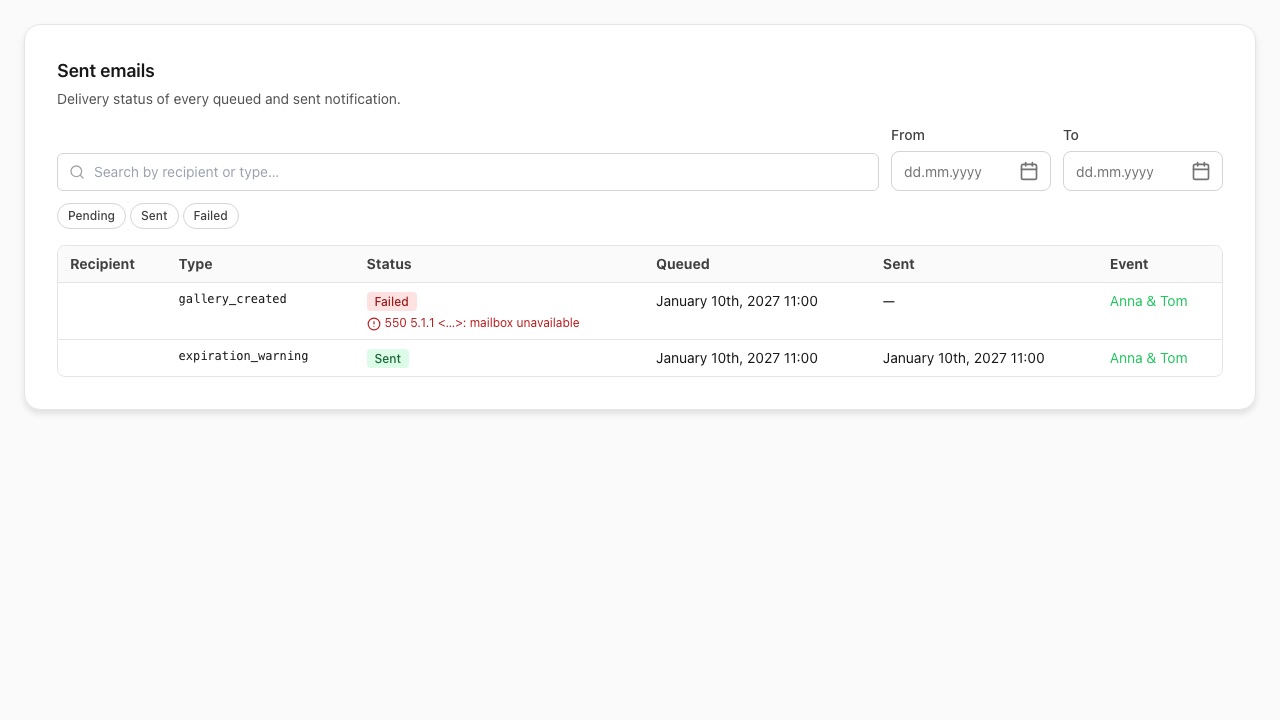 Sent emails
Delivery status of every queued and sent notification.
From To
Search by recipient or type... dd.mm.yyyy dd.mm.yyyy
Pending Sent Failed
Recipient Type Status Queued Sent Event
gallery_created Failed January 10th, 2027 11:00 — Anna & Tom
550 5.1.1 <...>: mailbox unavailable
expiration_warning Sent January 10th, 2027 11:00 January 10th, 2027 11:00 Anna & Tom